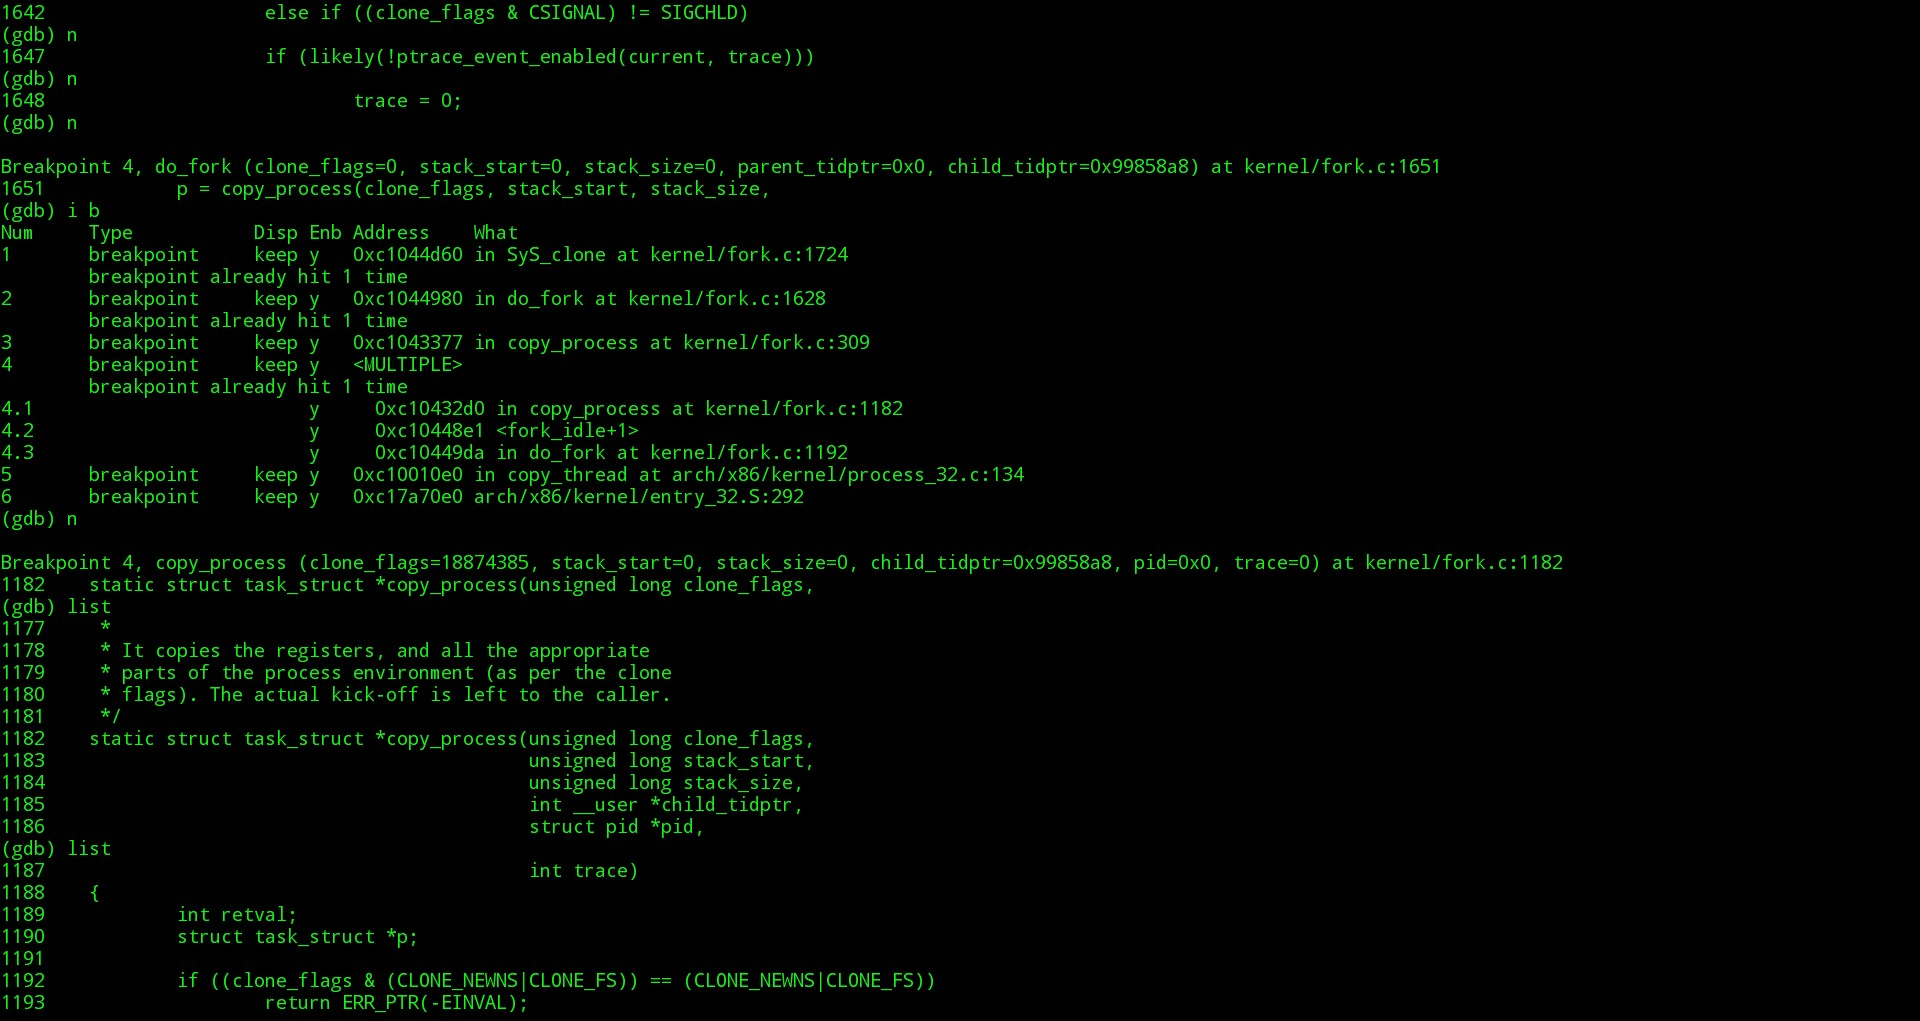 1642                    else if ((clone_flags & CSIGNAL) != SIGCHLD)
(gdb) n
1647                    if (likely(!ptrace_event_enabled(current, trace)))
(gdb) n
1648                            trace = 0;
(gdb) n

Breakpoint 4, do_fork (clone_flags=0, stack_start=0, stack_size=0, parent_tidptr=0x0, child_tidptr=0x99858a8) at kernel/fork.c:1651
1651            p = copy_process(clone_flags, stack_start, stack_size,
(gdb) i b
Num     Type           Disp Enb Address    What
1       breakpoint     keep y   0xc1044d60 in SyS_clone at kernel/fork.c:1724
        breakpoint already hit 1 time
2       breakpoint     keep y   0xc1044980 in do_fork at kernel/fork.c:1628
        breakpoint already hit 1 time
3       breakpoint     keep y   0xc1043377 in copy_process at kernel/fork.c:309
4       breakpoint     keep y   <MULTIPLE>
        breakpoint already hit 1 time
4.1                         y     0xc10432d0 in copy_process at kernel/fork.c:1182
4.2                         y     0xc10448e1 <fork_idle+1>
4.3                         y     0xc10449da in do_fork at kernel/fork.c:1192
5       breakpoint     keep y   0xc10010e0 in copy_thread at arch/x86/kernel/process_32.c:134
6       breakpoint     keep y   0xc17a70e0 arch/x86/kernel/entry_32.S:292
(gdb) n

Breakpoint 4, copy_process (clone_flags=18874385, stack_start=0, stack_size=0, child_tidptr=0x99858a8, pid=0x0, trace=0) at kernel/fork.c:1182
1182    static struct task_struct *copy_process(unsigned long clone_flags,
(gdb) list
1177     *
1178     * It copies the registers, and all the appropriate
1179     * parts of the process environment (as per the clone
1180     * flags). The actual kick-off is left to the caller.
1181     */
1182    static struct task_struct *copy_process(unsigned long clone_flags,
1183                                            unsigned long stack_start,
1184                                            unsigned long stack_size,
1185                                            int __user *child_tidptr,
1186                                            struct pid *pid,
(gdb) list
1187                                            int trace)
1188    {
1189            int retval;
1190            struct task_struct *p;
1191
1192            if ((clone_flags & (CLONE_NEWNS|CLONE_FS)) == (CLONE_NEWNS|CLONE_FS))
1193                    return ERR_PTR(-EINVAL);